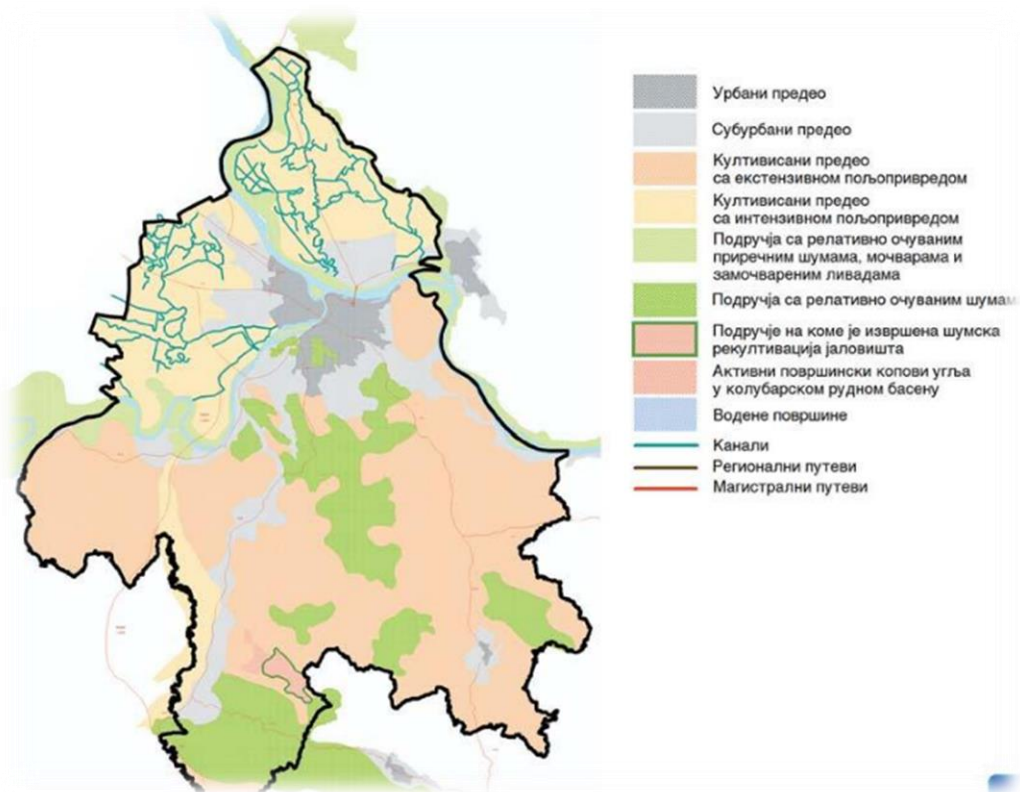 Урбани предео
Субурбани предео
Култивисани предео
са екстензивном пољопривредом
Култивисани предео
са интензивном пољопривредом
Подручја са релативно очуваним
приречним шумама, мочварама и
замочвареним ливадама
Подручја са релативно очуваним шумам
Подручје на коме је извршена шумска
рекултивација јаловишта
Активни површински копови угља
у колубарском рудном басену
Водене површине
Канали
Регионални путеви
Магистрални путеви